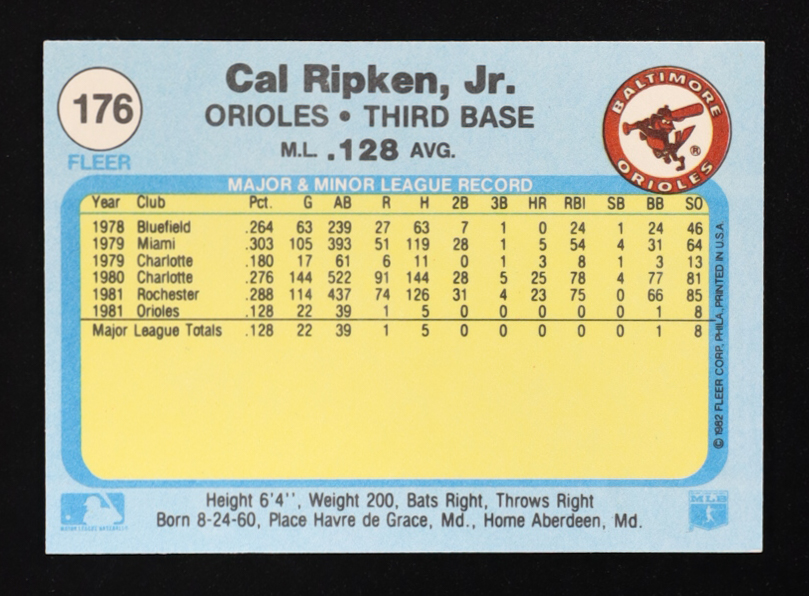 176
FLEER
Cal Ripken, Jr.
ORIOLES • THIRD BASE
M.L. .128 AVG.
BALTIMORE
ORIOLES
®
MAJOR & MINOR LEAGUE RECORD
Year Club Pct. G AB R H 2B 3B HR RBI SB BB SO
1978 Bluefield .264 63 239 27 63 7 1 0 24 1 24 46
1979 Miami .303 105 393 51 119 28 1 5 54 4 31 64
1979 Charlotte .180 17 61 6 11 0 1 3 8 1 3 13
1980 Charlotte .276 144 522 91 144 28 5 25 78 4 77 81
1981 Rochester .288 114 437 74 126 31 4 23 75 0 66 85
1981 Orioles .128 22 39 1 5 0 0 0 0 0 1 8
Major League Totals .128 22 39 1 5 0 0 0 0 0 1 8
© 1982 FLEER CORP. PHILA., PRINTED IN U.S.A.
Height 6'4'', Weight 200, Bats Right, Throws Right
Born 8-24-60, Place Havre de Grace, Md., Home Aberdeen, Md.
MAJOR LEAGUE BASEBALL